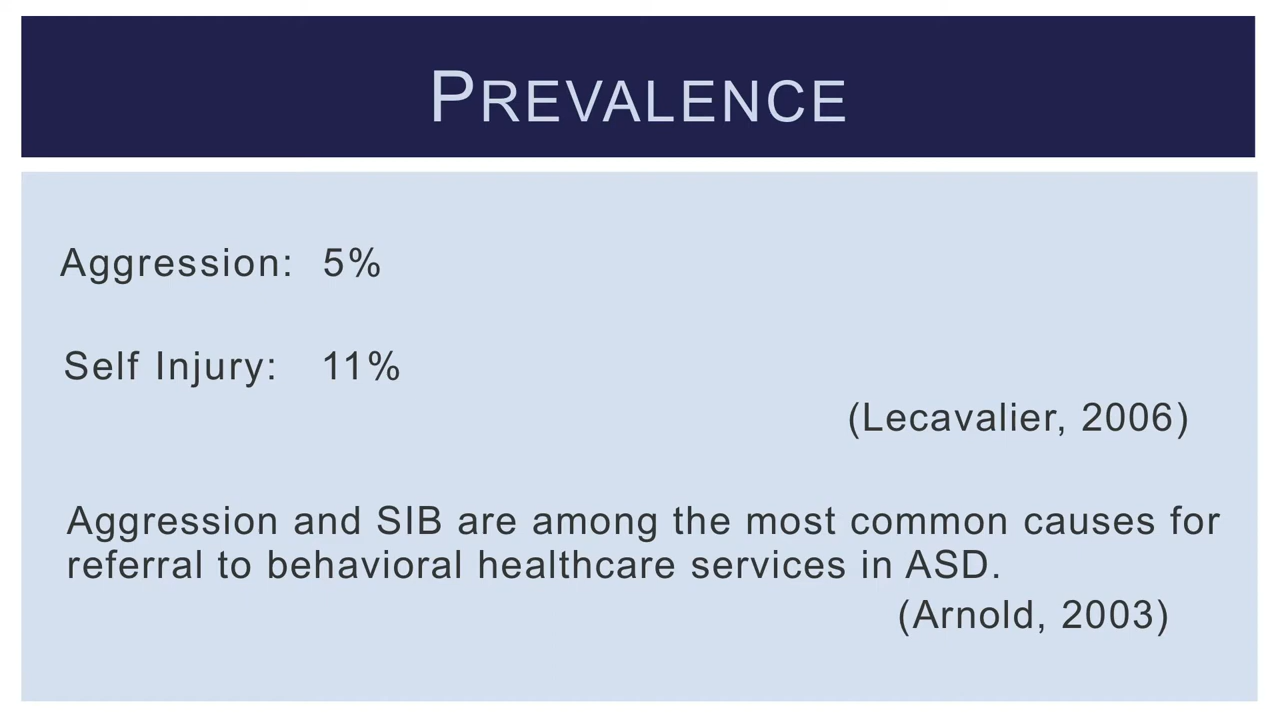 PREVALENCE
Aggression: 5%
Self Injury: 11%
(Lecavalier, 2006)
Aggression and SIB are among the most common causes for
referral to behavioral healthcare services in ASD.
(Arnold, 2003)